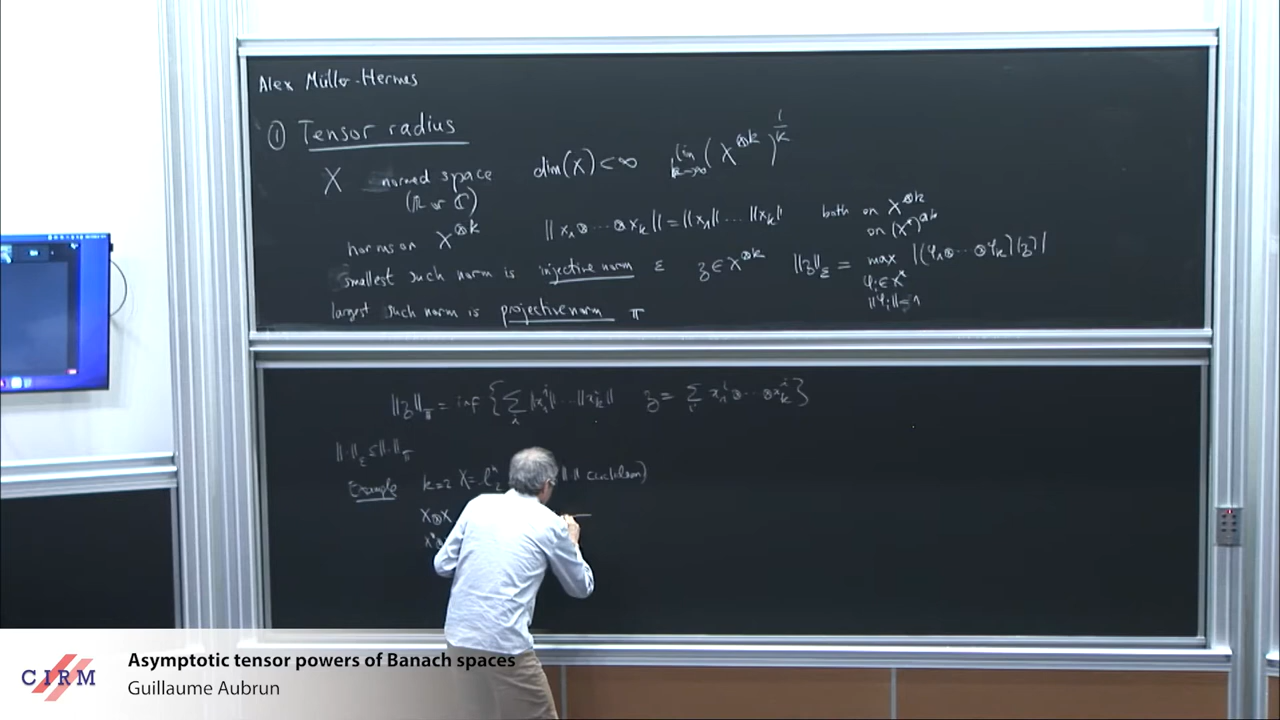 Alex Müller-Hermes
① Tensor radius
X normed space dim(X) < ∞ lim k→∞ (X^{⊗k})^{1/k}
(ℝ or ℂ)
norms on X^{⊗k} ‖x₁⊗···⊗x_k‖ = ‖x₁‖ ... ‖x_k‖ both on X^{⊗k}
on (X*)^{⊗k}
smallest such norm is injective norm ε z ∈ X^{⊗k} ‖z‖_ε = max |(φ₁⊗···⊗φ_k)(z)|
φᵢ ∈ X*
‖φᵢ‖ = 1
largest such norm is projective norm π
‖z‖_π = inf { Σ_i ‖x₁ⁱ‖ ... ‖x_kⁱ‖ z = Σ_i x₁ⁱ⊗···⊗x_kⁱ }
‖·‖_ε ≤ ‖·‖_π
Example k=2 X = ℓ₂ⁿ ‖·‖ euclidean)
X⊗X
CIRM
Asymptotic tensor powers of Banach spaces
Guillaume Aubrun